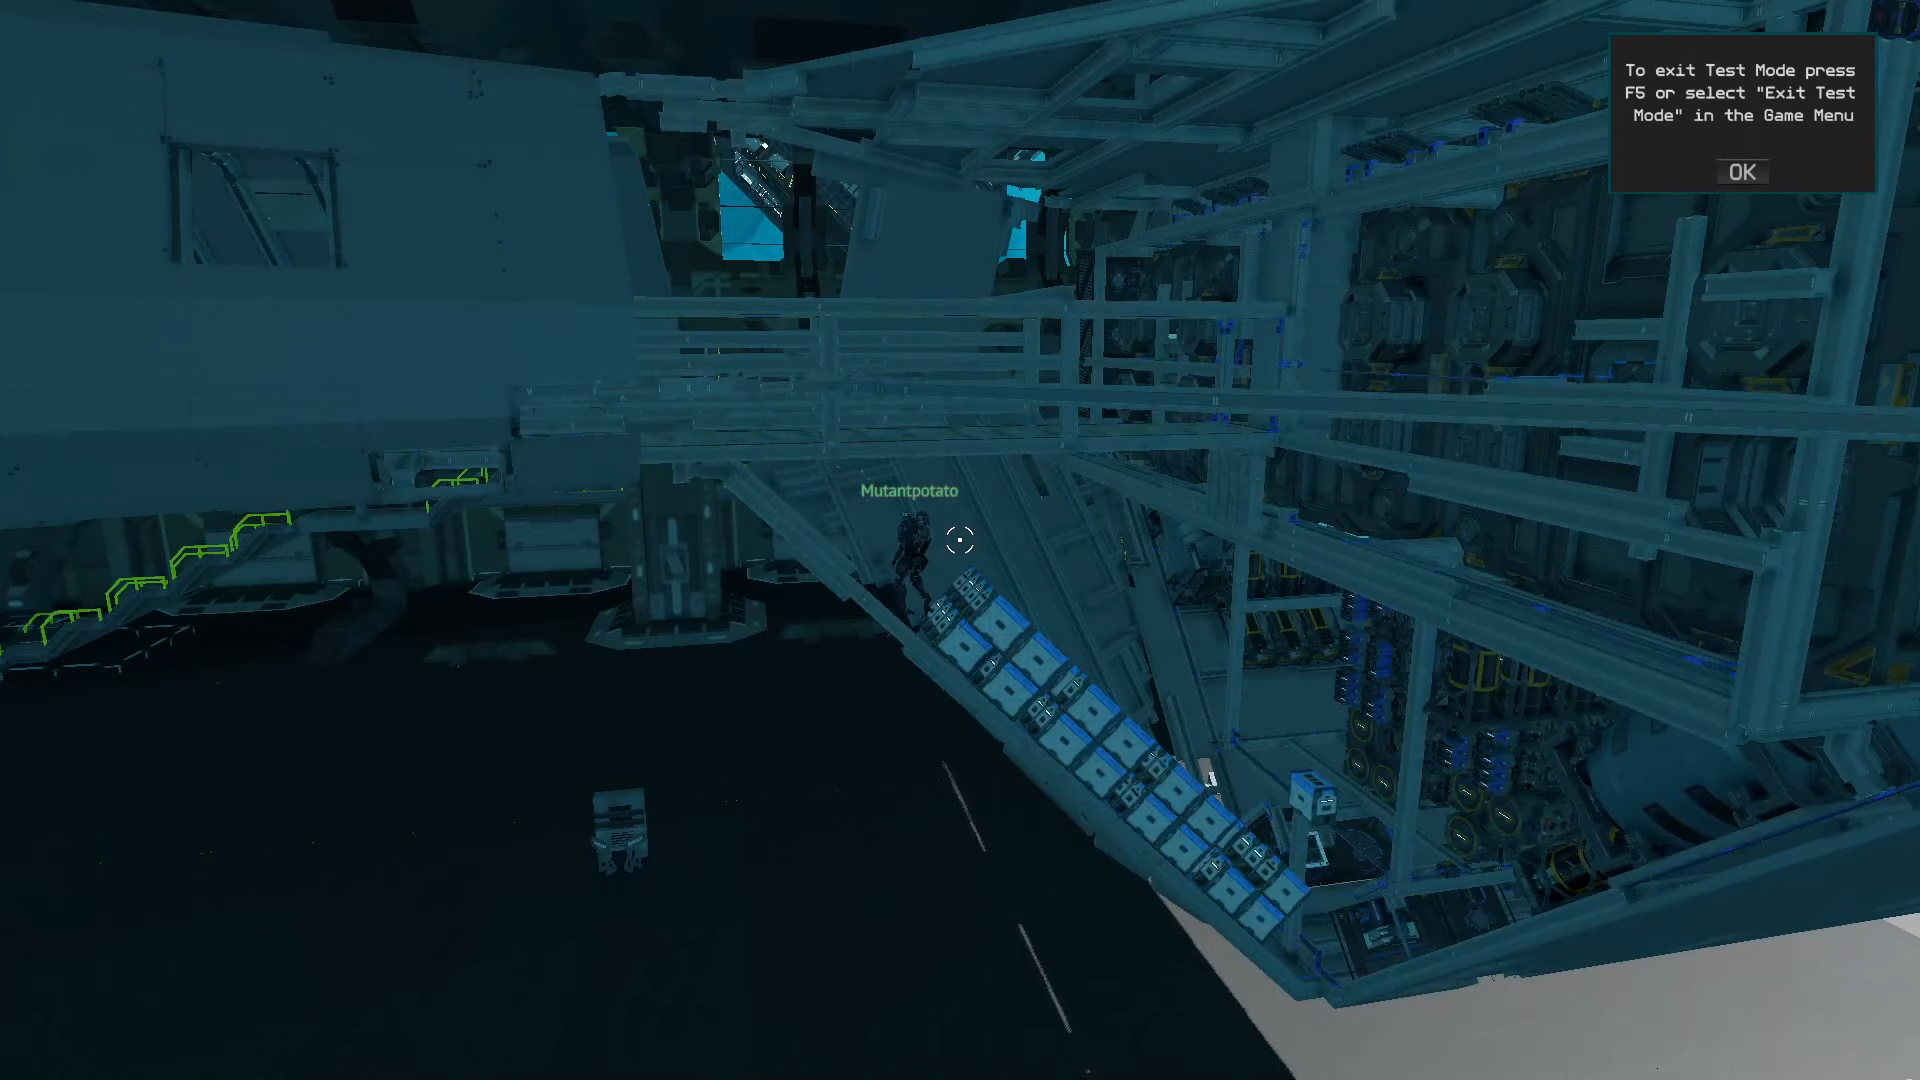 To exit Test Mode press
F5 or select "Exit Test
Mode" in the Game Menu
OK
Mutantpotato